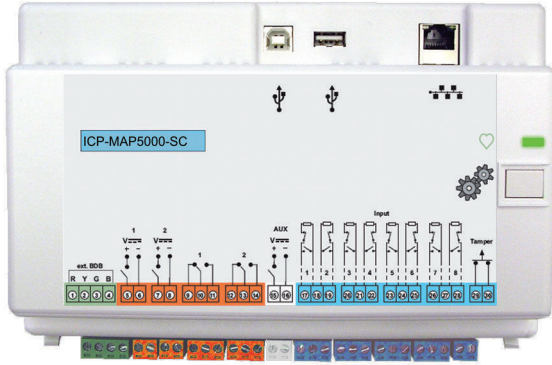 ICP-MAP5000-SC
Input
1 2 AUX Tamper
V V V
+ - + - + -
ext. BDB 1 2 1 2 3 4 5 6 7 8
R Y G B
1 2 3 4 5 6 7 8 9 10 11 12 13 14 15 16 17 18 19 20 21 22 23 24 25 26 27 28 29 30